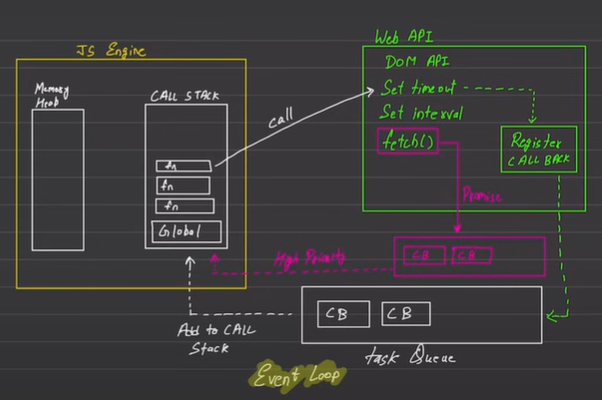 JS Engine
Memory
Heap
CALL STACK
fn
fn
fn
Global
call
Web API
DOM API
Set timeout
Set interval
fetch()
Register
CALL BACK
Promise
CB
CB
High Priority
CB
CB
Add to CALL
Stack
task Queue
Event Loop